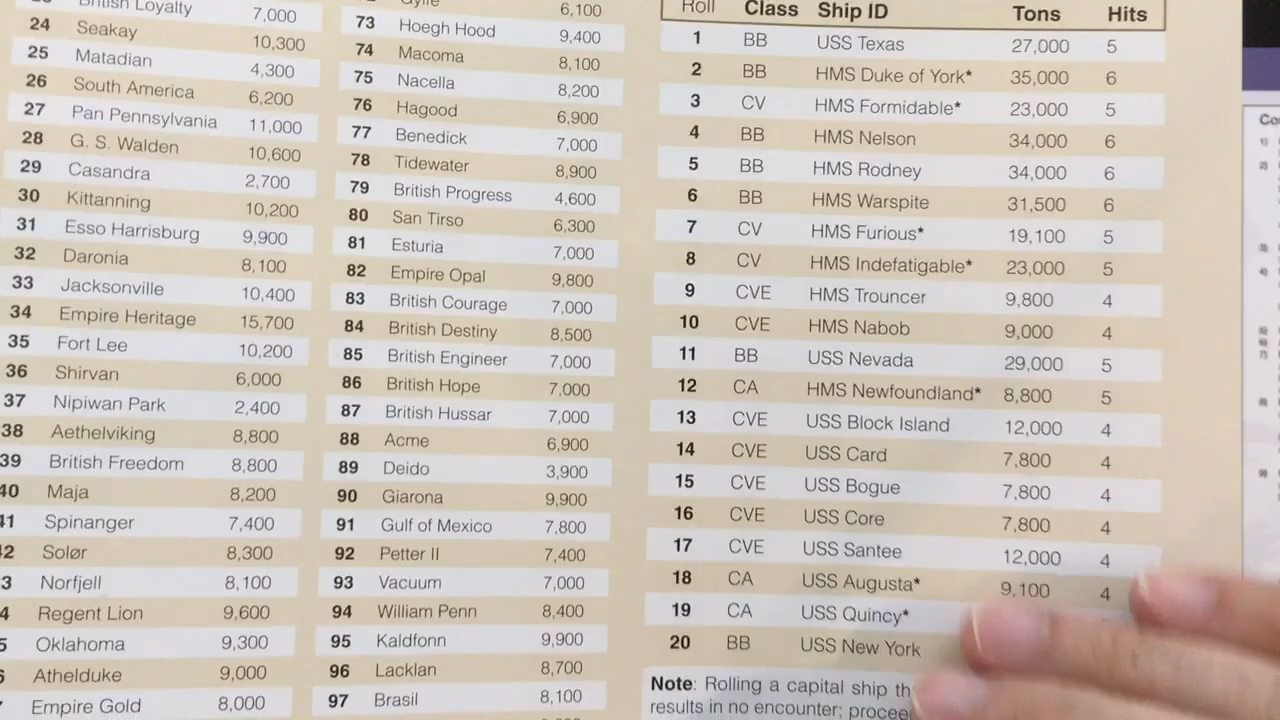 British Loyalty 7,000
24 Seakay 10,300
25 Matadian 4,300
26 South America 6,200
27 Pan Pennsylvania 11,000
28 G. S. Walden 10,600
29 Casandra 2,700
30 Kittanning 10,200
31 Esso Harrisburg 9,900
32 Daronia 8,100
33 Jacksonville 10,400
34 Empire Heritage 15,700
35 Fort Lee 10,200
36 Shirvan 6,000
37 Nipiwan Park 2,400
38 Aethelviking 8,800
39 British Freedom 8,800
40 Maja 8,200
41 Spinanger 7,400
42 Solør 8,300
3 Norfjell 8,100
4 Regent Lion 9,600
5 Oklahoma 9,300
Athelduke 9,000
Empire Gold 8,000
6,100
73 Hoegh Hood 9,400
74 Macoma 8,100
75 Nacella 8,200
76 Hagood 6,900
77 Benedick 7,000
78 Tidewater 8,900
79 British Progress 4,600
80 San Tirso 6,300
81 Esturia 7,000
82 Empire Opal 9,800
83 British Courage 7,000
84 British Destiny 8,500
85 British Engineer 7,000
86 British Hope 7,000
87 British Hussar 7,000
88 Acme 6,900
89 Deido 3,900
90 Giarona 9,900
91 Gulf of Mexico 7,800
92 Petter II 7,400
93 Vacuum 7,000
94 William Penn 8,400
95 Kaldfonn 9,900
96 Lacklan 8,700
97 Brasil 8,100
Roll Class Ship ID Tons Hits
1 BB USS Texas 27,000 5
2 BB HMS Duke of York* 35,000 6
3 CV HMS Formidable* 23,000 5
4 BB HMS Nelson 34,000 6
5 BB HMS Rodney 34,000 6
6 BB HMS Warspite 31,500 6
7 CV HMS Furious* 19,100 5
8 CV HMS Indefatigable* 23,000 5
9 CVE HMS Trouncer 9,800 4
10 CVE HMS Nabob 9,000 4
11 BB USS Nevada 29,000 5
12 CA HMS Newfoundland* 8,800 5
13 CVE USS Block Island 12,000 4
14 CVE USS Card 7,800 4
15 CVE USS Bogue 7,800 4
16 CVE USS Core 7,800 4
17 CVE USS Santee 12,000 4
18 CA USS Augusta* 9,100 4
19 CA USS Quincy*
20 BB USS New York
Note: Rolling a capital ship
results in no encounter;